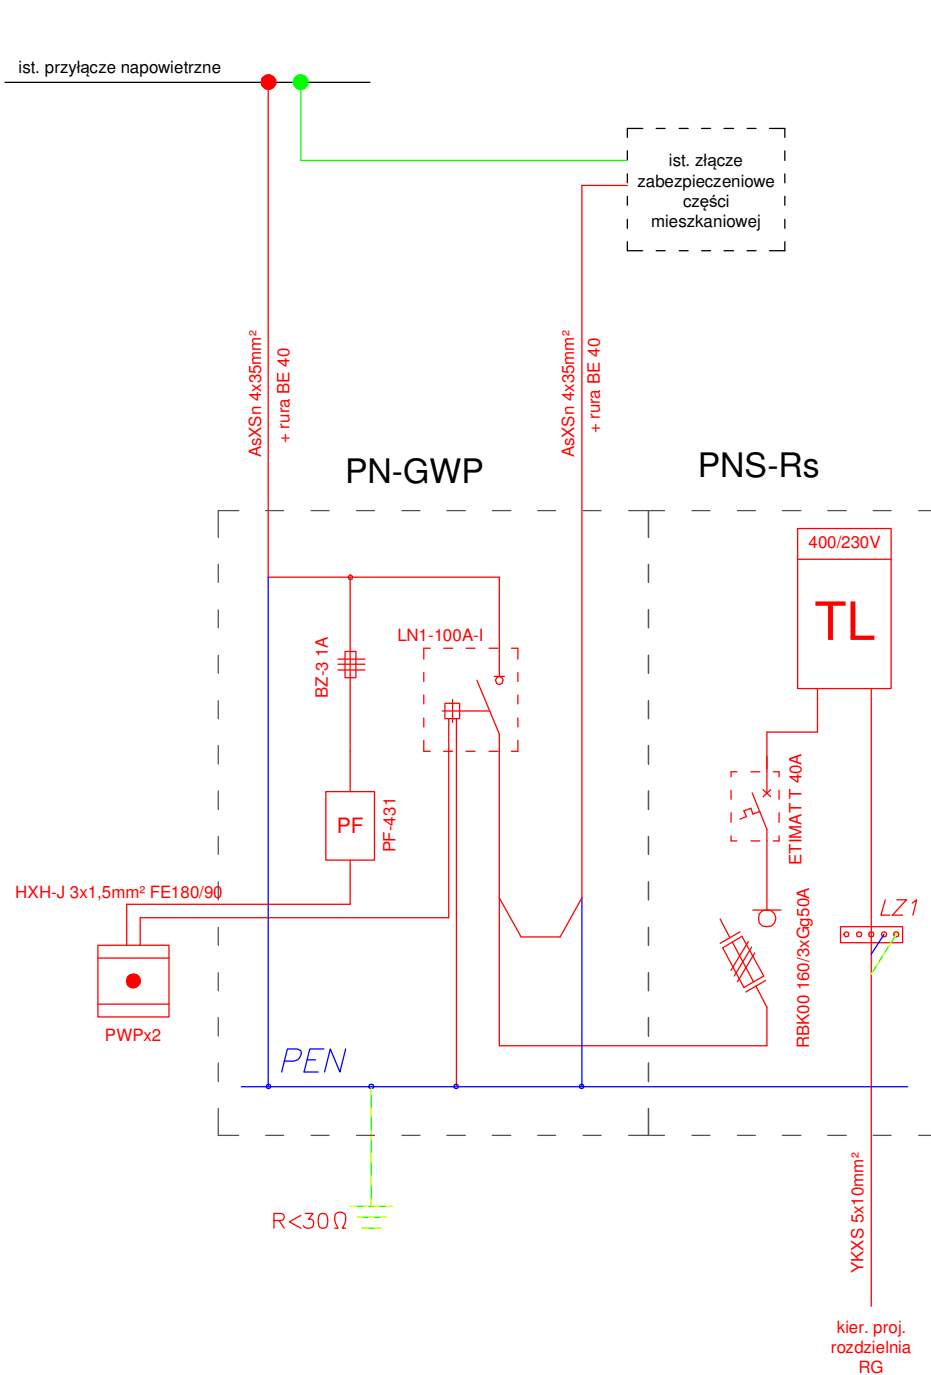 ist. przyłącze napowietrzne
ist. złącze
zabezpieczeniowe
części
mieszkaniowej
AsXSn 4x35mm²
+ rura BE 40
AsXSn 4x35mm²
+ rura BE 40
PN-GWP
PNS-Rs
400/230V
TL
LN1-100A-I
BZ-3 1A
PF
PF-431
ETIMAT T 40A
HXH-J 3x1,5mm² FE180/90
RBK00 160/3xGg50A
LZ1
PWPx2
PEN
R<30Ω
YKXS 5x10mm²
kier. proj.
rozdzielnia
RG